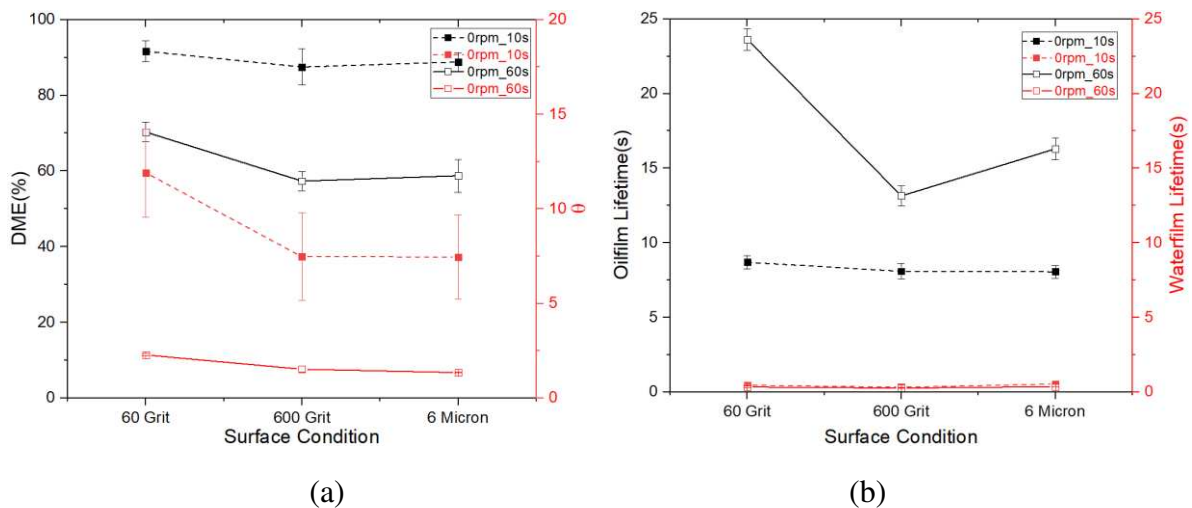 100
80
60
40
20
0
DME(%)
20
15
10
5
0
θ
0rpm_10s
0rpm_10s
0rpm_60s
0rpm_60s
60 Grit
600 Grit
6 Micron
Surface Condition
(a)
25
20
15
10
5
0
Oilfilm Lifetime(s)
25
20
15
10
5
0
Waterfilm Lifetime(s)
0rpm_10s
0rpm_10s
0rpm_60s
0rpm_60s
60 Grit
600 Grit
6 Micron
Surface Condition
(b)